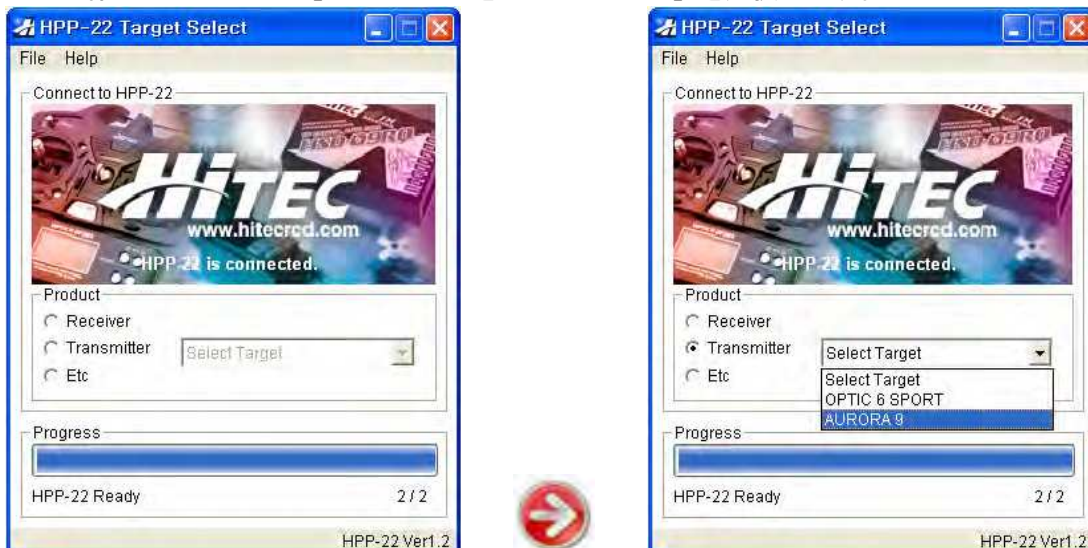 HPP-22 Target Select
File Help
Connect to HPP-22
HiTEC
www.hitecrcd.com
HPP-22 is connected.
Product
Receiver
Transmitter Select Target
Etc
Progress
HPP-22 Ready 2 / 2
HPP-22 Ver1.2
HPP-22 Target Select
File Help
Connect to HPP-22
HiTEC
www.hitecrcd.com
HPP-22 is connected.
Product
Receiver
Transmitter Select Target
Etc Select Target
OPTIC 6 SPORT
AURORA 9
Progress
HPP-22 Ready 2 / 2
HPP-22 Ver1.2